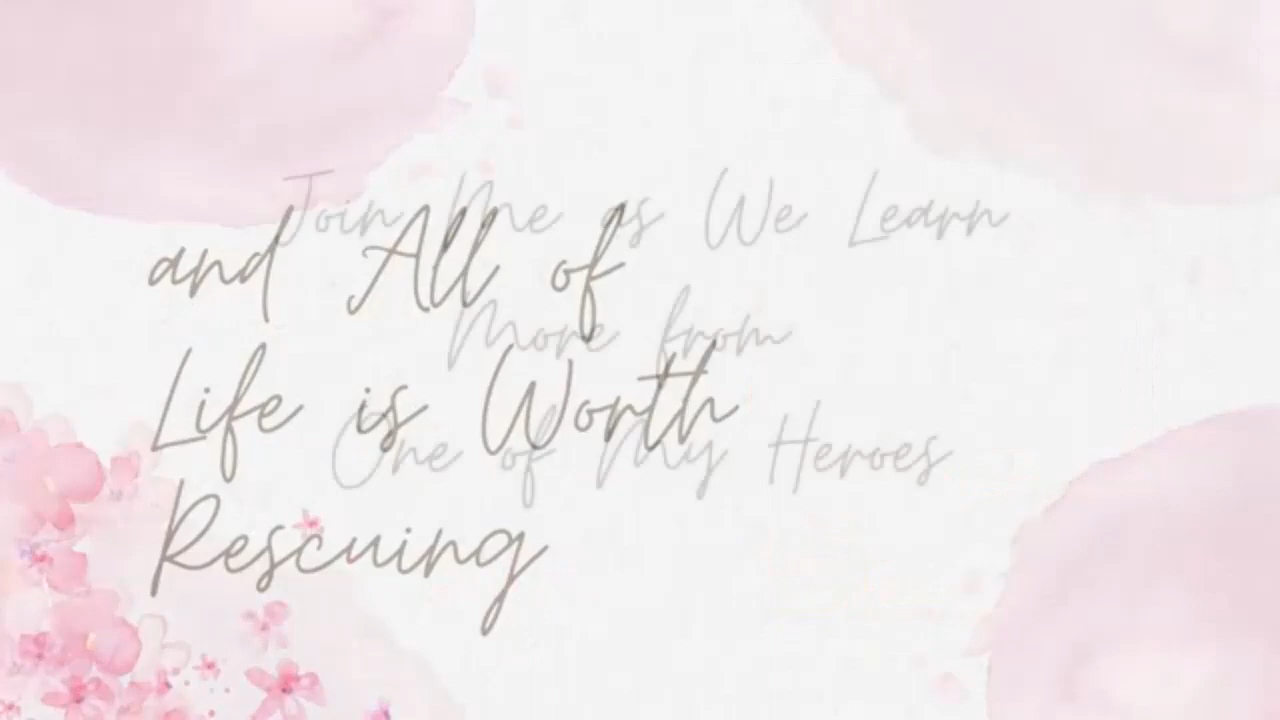 Join Me as We Learn
and All of
More from
Life is Worth
One of My Heroes
Rescuing